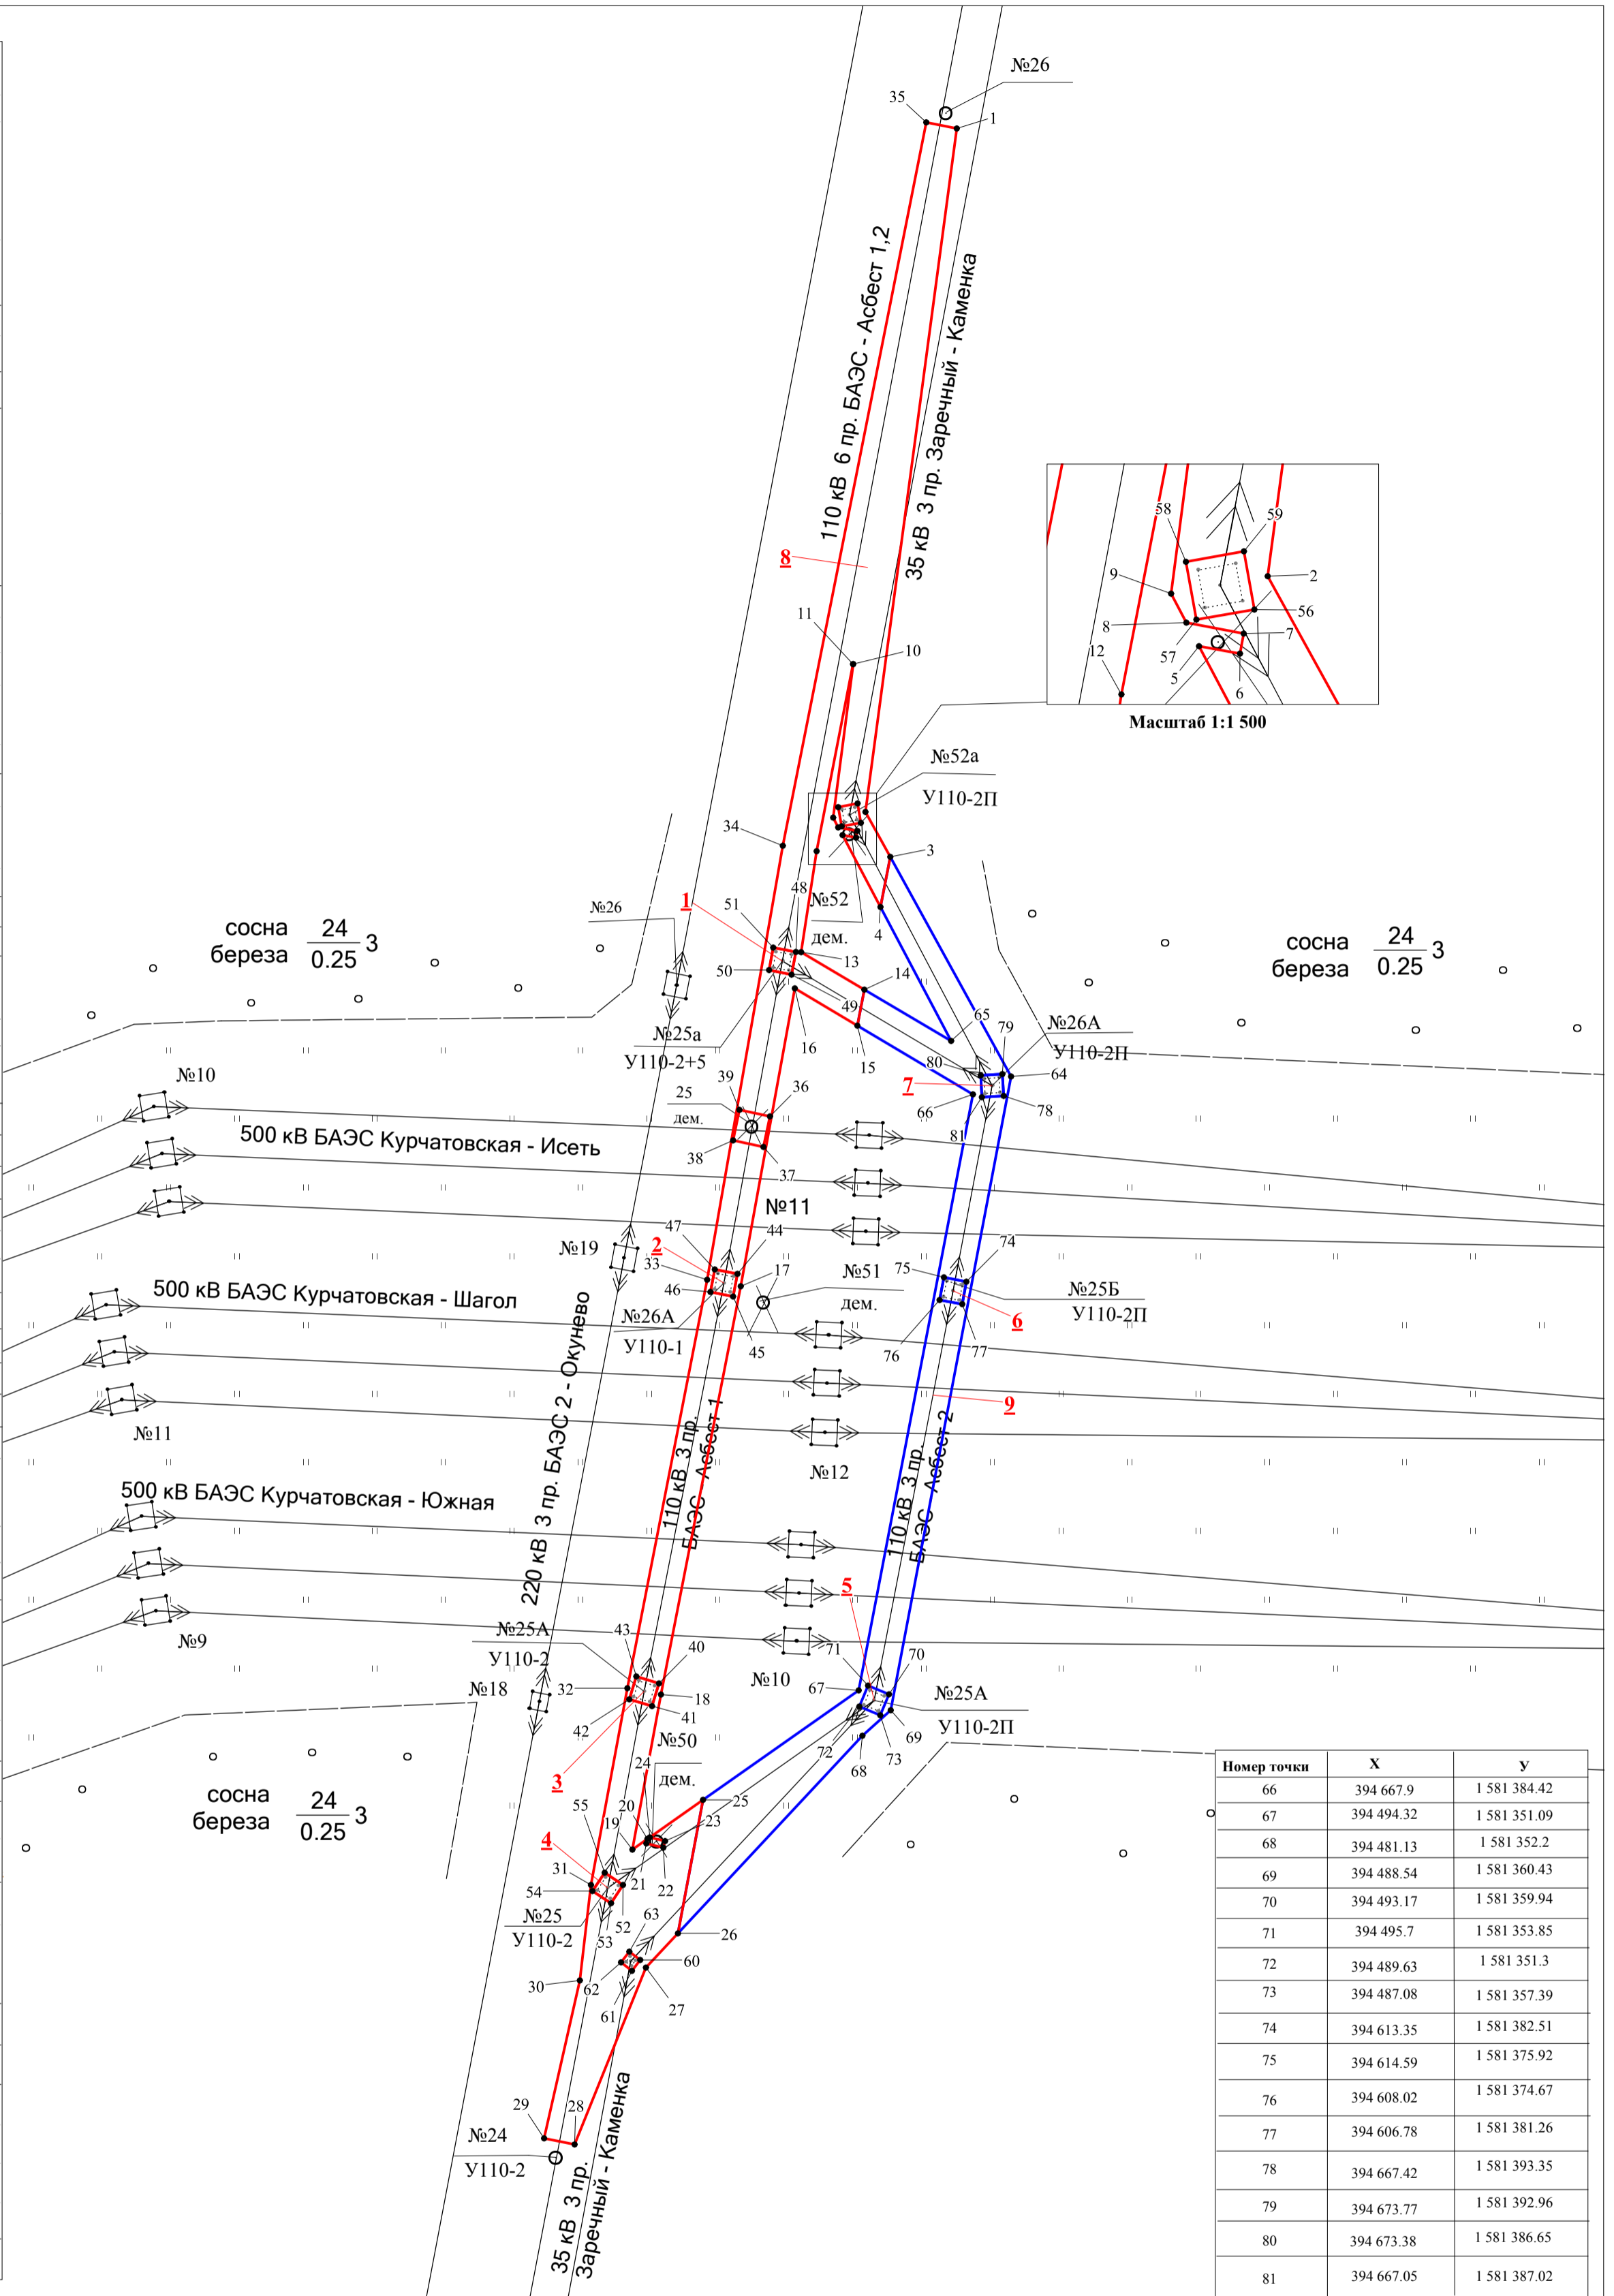 №26
35
1
110 кВ 6 пр. БАЭС - Асбест 1,2
35 кВ 3 пр. Заречный - Каменка
58
59
8
9
2
56
8
7
12
57
5
6
Масштаб 1:1 500
11
10
№52а
У110-2П
34
3
48
№52
1
51
№26
дем.
4
сосна 24
береза 0.25 3
сосна 24
береза 0.25 3
13
14
50
49
65
79
№26А
№25а
У110-2+5
16
15
80
У110-2П
64
7
66
78
81
№10
39
25
дем.
36
38
37
500 кВ БАЭС Курчатовская - Исеть
№11
47
44
74
№19
2
33
17
№51
75
№25Б
46
дем.
У110-2П
500 кВ БАЭС Курчатовская - Шагол
№26А
У110-1
45
6
76
77
220 кВ 3 пр. БАЭС 2 - Окунево
9
110 кВ 3 пр.
БАЭС - Асбест 1
110 кВ 3 пр.
БАЭС - Асбест 2
№11
№12
500 кВ БАЭС Курчатовская - Южная
5
№9
№25А
43
40
71
70
У110-2
№10
№18
32
18
67
№25А
41
69
У110-2П
42
№50
72
73
68
24
3
дем.
55
20
25
19
23
4
31
21
22
54
№25
52
63
26
У110-2
53
60
30
62
61
27
сосна 24
береза 0.25 3
29
28
№24
У110-2
35 кВ 3 пр.
Заречный - Каменка
Номер точки X У
66 394 667.9 1 581 384.42
67 394 494.32 1 581 351.09
68 394 481.13 1 581 352.2
69 394 488.54 1 581 360.43
70 394 493.17 1 581 359.94
71 394 495.7 1 581 353.85
72 394 489.63 1 581 351.3
73 394 487.08 1 581 357.39
74 394 613.35 1 581 382.51
75 394 614.59 1 581 375.92
76 394 608.02 1 581 374.67
77 394 606.78 1 581 381.26
78 394 667.42 1 581 393.35
79 394 673.77 1 581 392.96
80 394 673.38 1 581 386.65
81 394 667.05 1 581 387.02